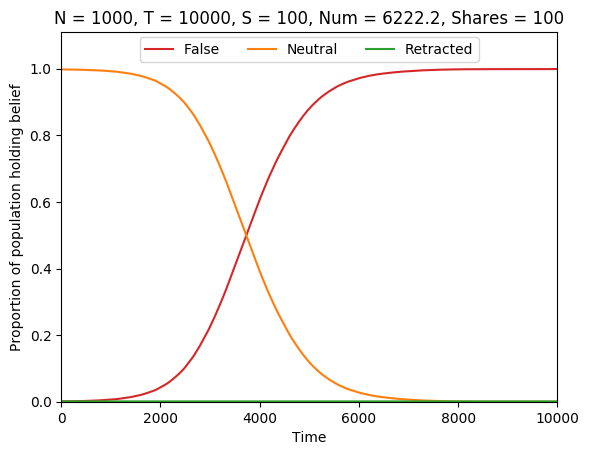 N = 1000, T = 10000, S = 100, Num = 6222.2, Shares = 100
False Neutral Retracted
Proportion of population holding belief
1.0
0.8
0.6
0.4
0.2
0.0
0 2000 4000 6000 8000 10000
Time